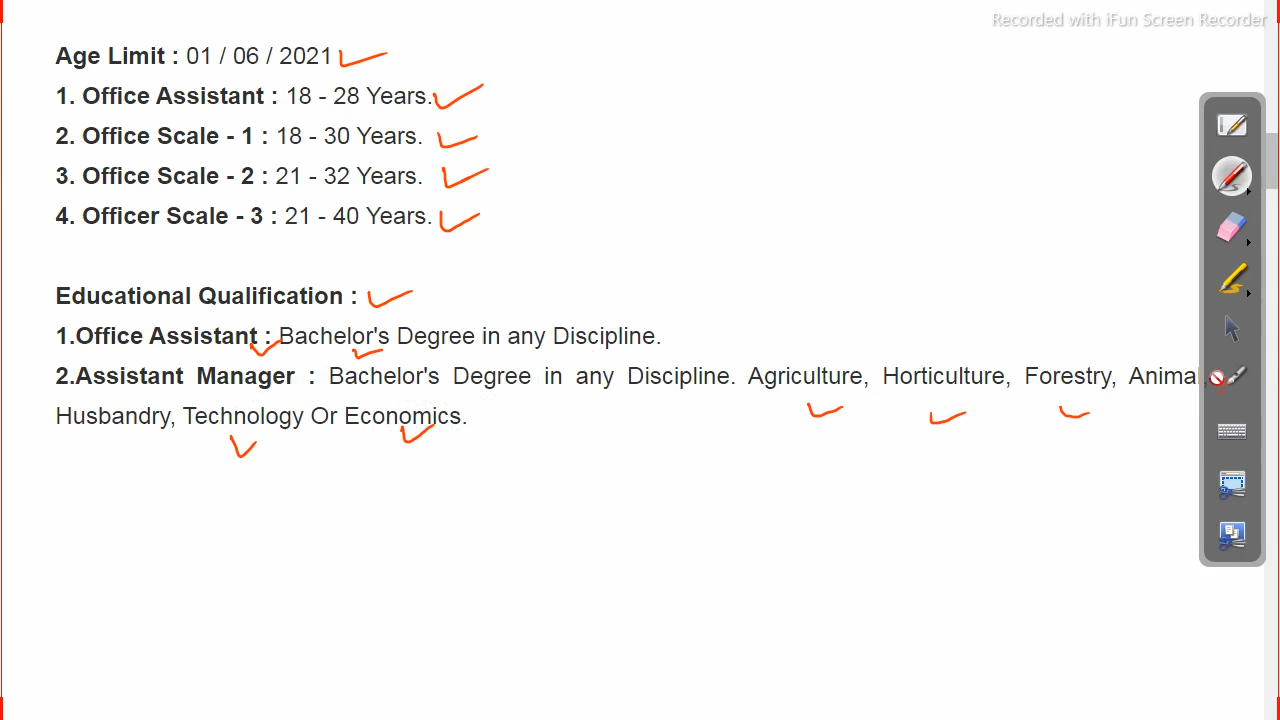 Recorded with iFun Screen Recorder
Age Limit : 01 / 06 / 2021
1. Office Assistant : 18 - 28 Years.
2. Office Scale - 1 : 18 - 30 Years.
3. Office Scale - 2 : 21 - 32 Years.
4. Officer Scale - 3 : 21 - 40 Years.
Educational Qualification :
1.Office Assistant : Bachelor's Degree in any Discipline.
2.Assistant Manager : Bachelor's Degree in any Discipline. Agriculture, Horticulture, Forestry, Animal,
Husbandry, Technology Or Economics.